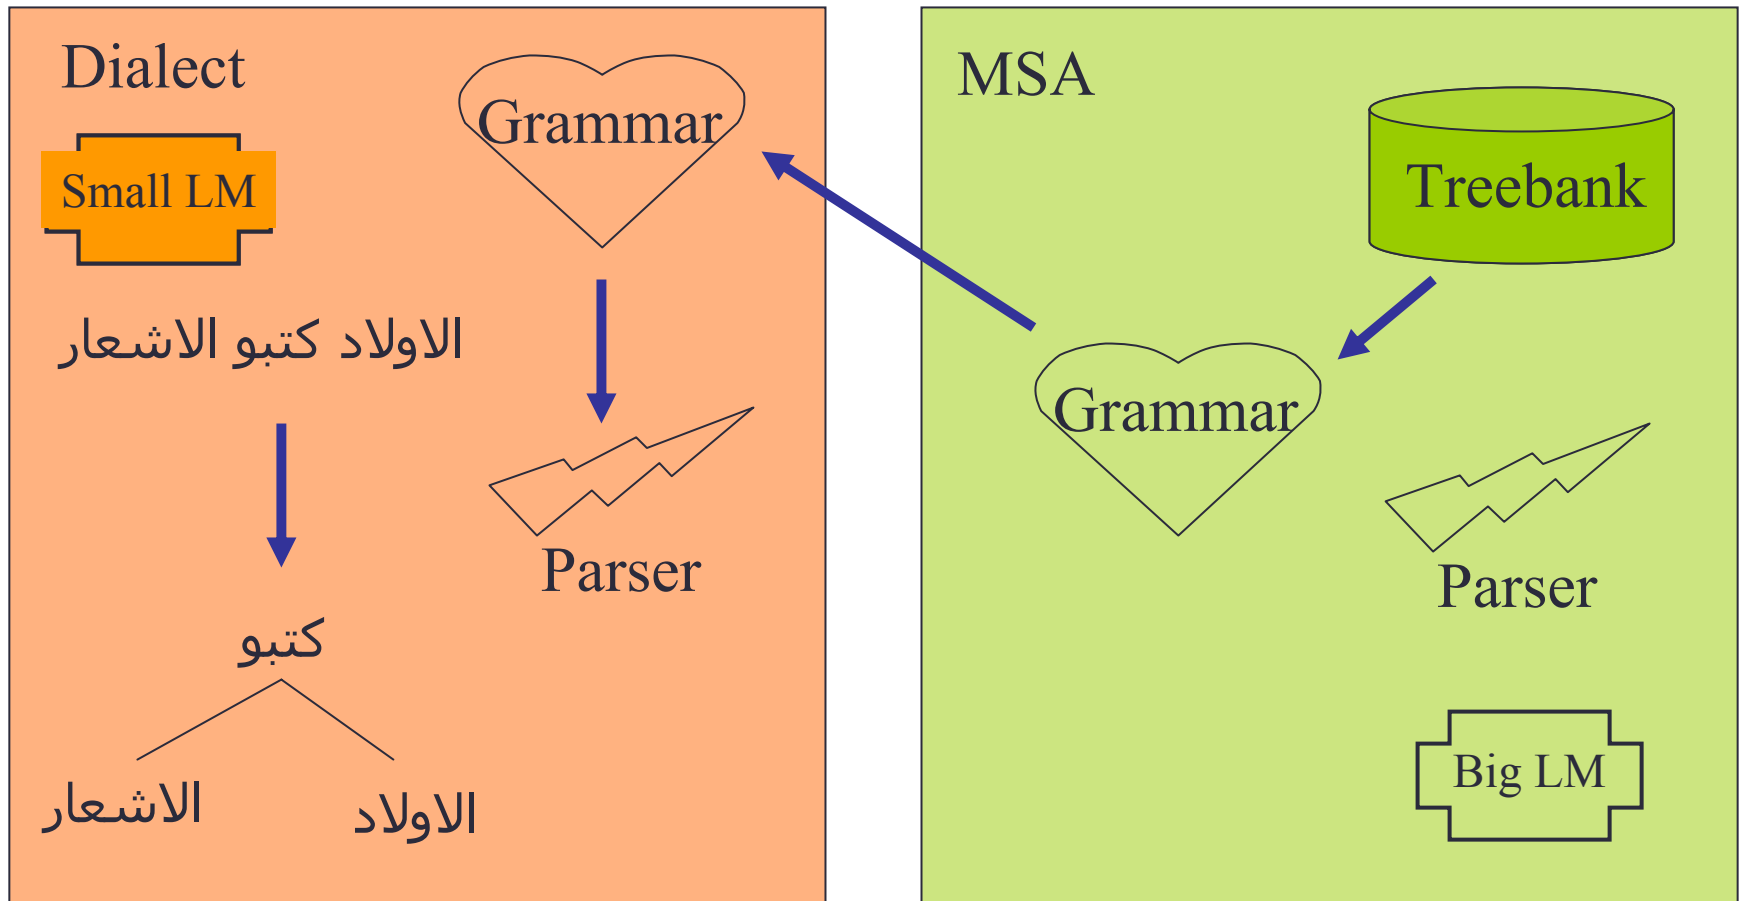 Dialect
Grammar
Small LM
الاولاد كتبو الاشعار
Parser
كتبو
الاشعار
الاولاد
MSA
Treebank
Grammar
Parser
Big LM